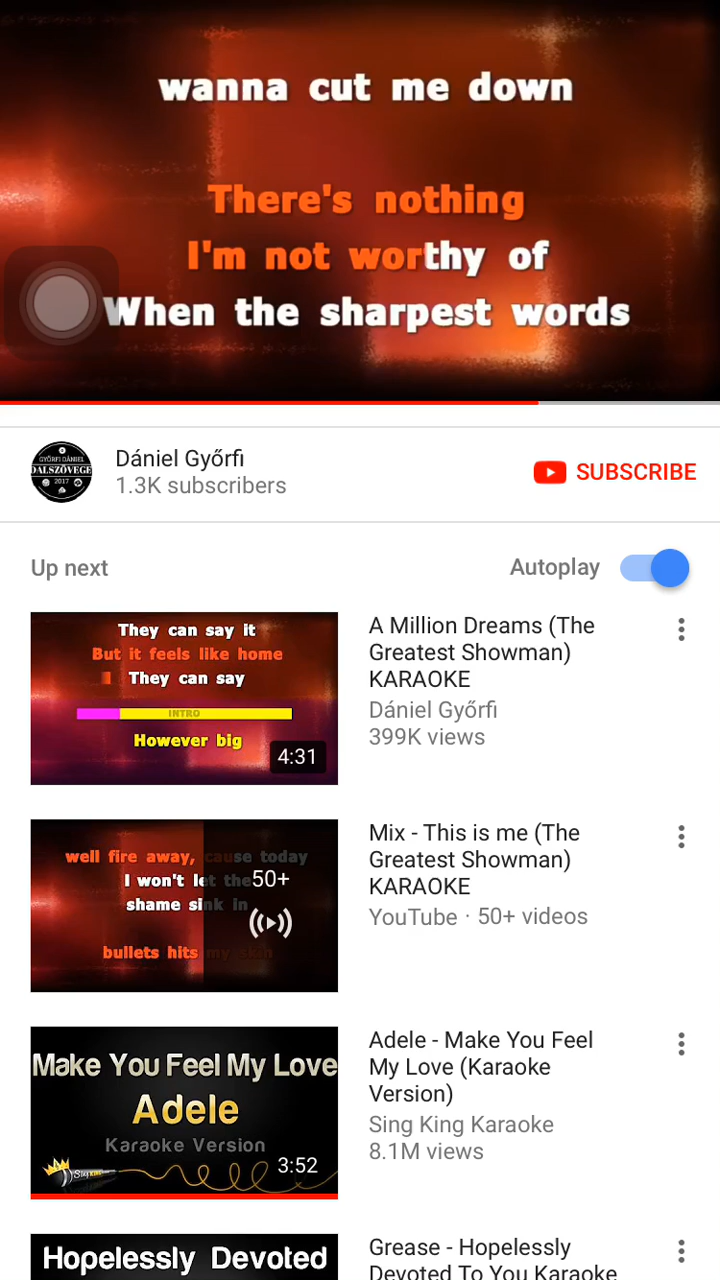 wanna cut me down
There's nothing
I'm not worthy of
When the sharpest words
GYŐRFI DÁNIEL
DALSZÖVEGE
2017
Dániel Győrfi
1.3K subscribers
SUBSCRIBE
Up next
Autoplay
They can say it
But it feels like home
They can say
INTRO
However big
4:31
A Million Dreams (The
Greatest Showman)
KARAOKE
Dániel Győrfi
399K views
well fire away, cause today
I won't let the
shame sink in
bullets hits my skin
50+
Mix - This is me (The
Greatest Showman)
KARAOKE
YouTube · 50+ videos
Make You Feel My Love
Adele
Karaoke Version
3:52
Adele - Make You Feel
My Love (Karaoke
Version)
Sing King Karaoke
8.1M views
Hopelessly Devoted
Grease - Hopelessly
Devoted To You Karaoke